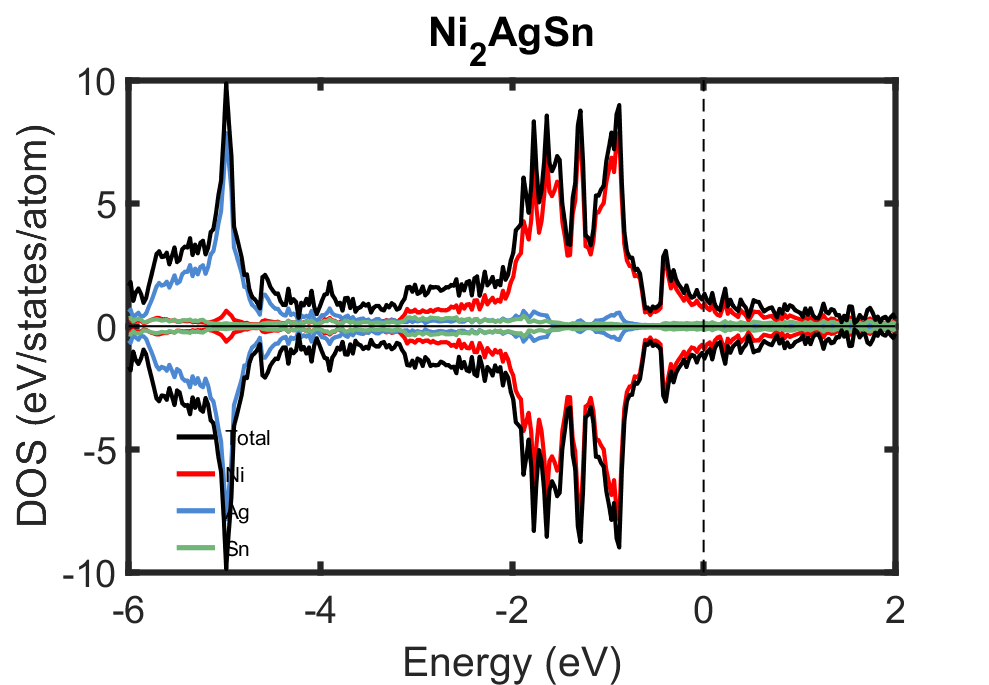 Ni₂AgSn
DOS (eV/states/atom)
10
5
0
-5
-10
Total
Ni
Ag
Sn
-6 -4 -2 0 2
Energy (eV)